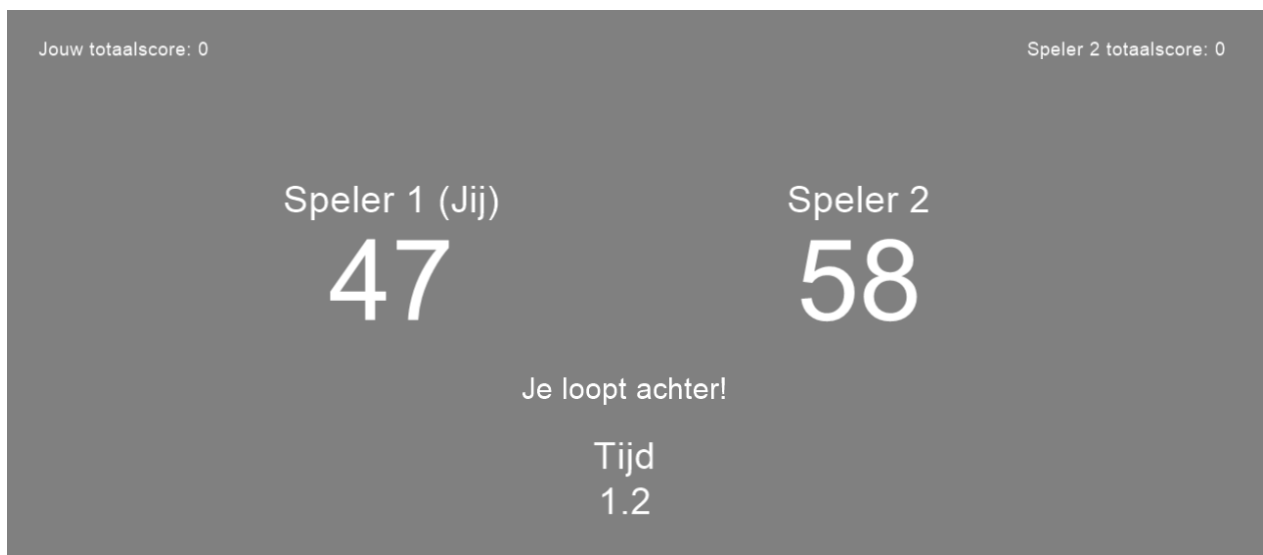 Jouw totaalscore: 0
Speler 2 totaalscore: 0
Speler 1 (Jij)
47
Speler 2
58
Je loopt achter!
Tijd
1.2